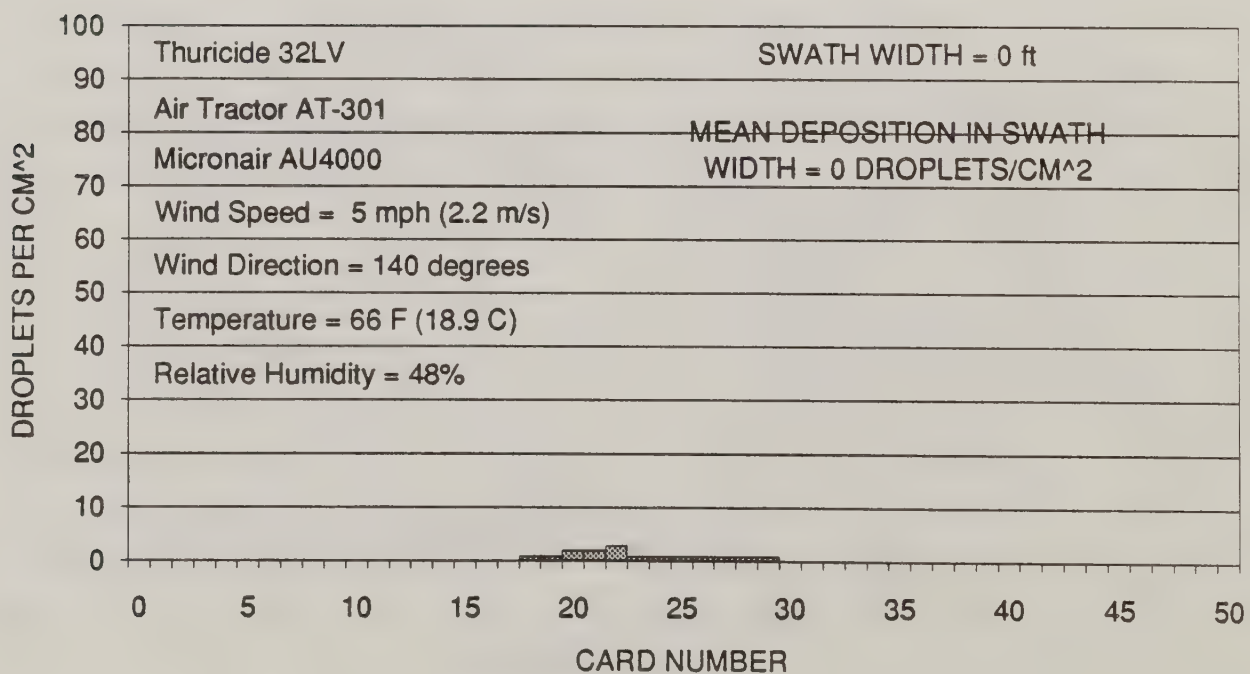 DROPLETS PER CM^2
100
90
80
70
60
50
40
30
20
10
0
Thuricide 32LV
Air Tractor AT-301
Micronair AU4000
Wind Speed = 5 mph (2.2 m/s)
Wind Direction = 140 degrees
Temperature = 66 F (18.9 C)
Relative Humidity = 48%
SWATH WIDTH = 0 ft
MEAN DEPOSITION IN SWATH
WIDTH = 0 DROPLETS/CM^2
0 5 10 15 20 25 30 35 40 45 50
CARD NUMBER